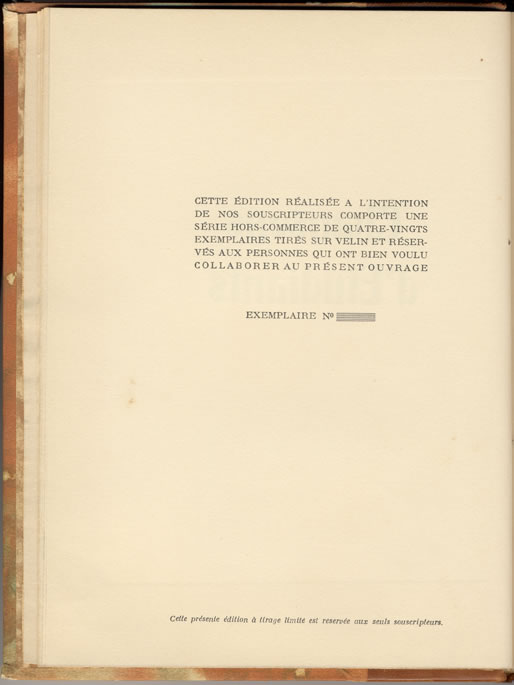 CETTE ÉDITION RÉALISÉE A L'INTENTION
DE NOS SOUSCRIPTEURS COMPORTE UNE
SÉRIE HORS-COMMERCE DE QUATRE-VINGTS
EXEMPLAIRES TIRÉS SUR VELIN ET RÉSER-
VÉS AUX PERSONNES QUI ONT BIEN VOULU
COLLABORER AU PRÉSENT OUVRAGE
EXEMPLAIRE Nº
Cette présente édition à tirage limite est reservée aux seuls souscripteurs.